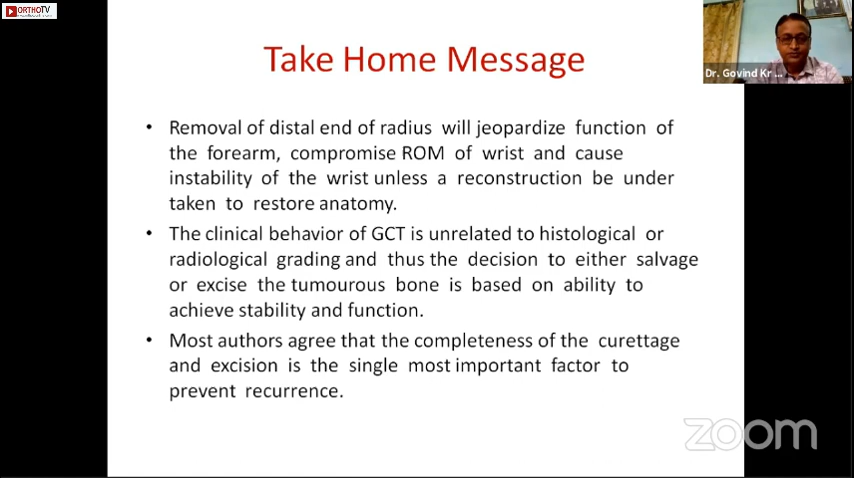 ORTHOTV
Take Home Message
Dr. Govind Kr ...
• Removal of distal end of radius will jeopardize function of
the forearm, compromise ROM of wrist and cause
instability of the wrist unless a reconstruction be under
taken to restore anatomy.
• The clinical behavior of GCT is unrelated to histological or
radiological grading and thus the decision to either salvage
or excise the tumourous bone is based on ability to
achieve stability and function.
• Most authors agree that the completeness of the curettage
and excision is the single most important factor to
prevent recurrence.
zoom